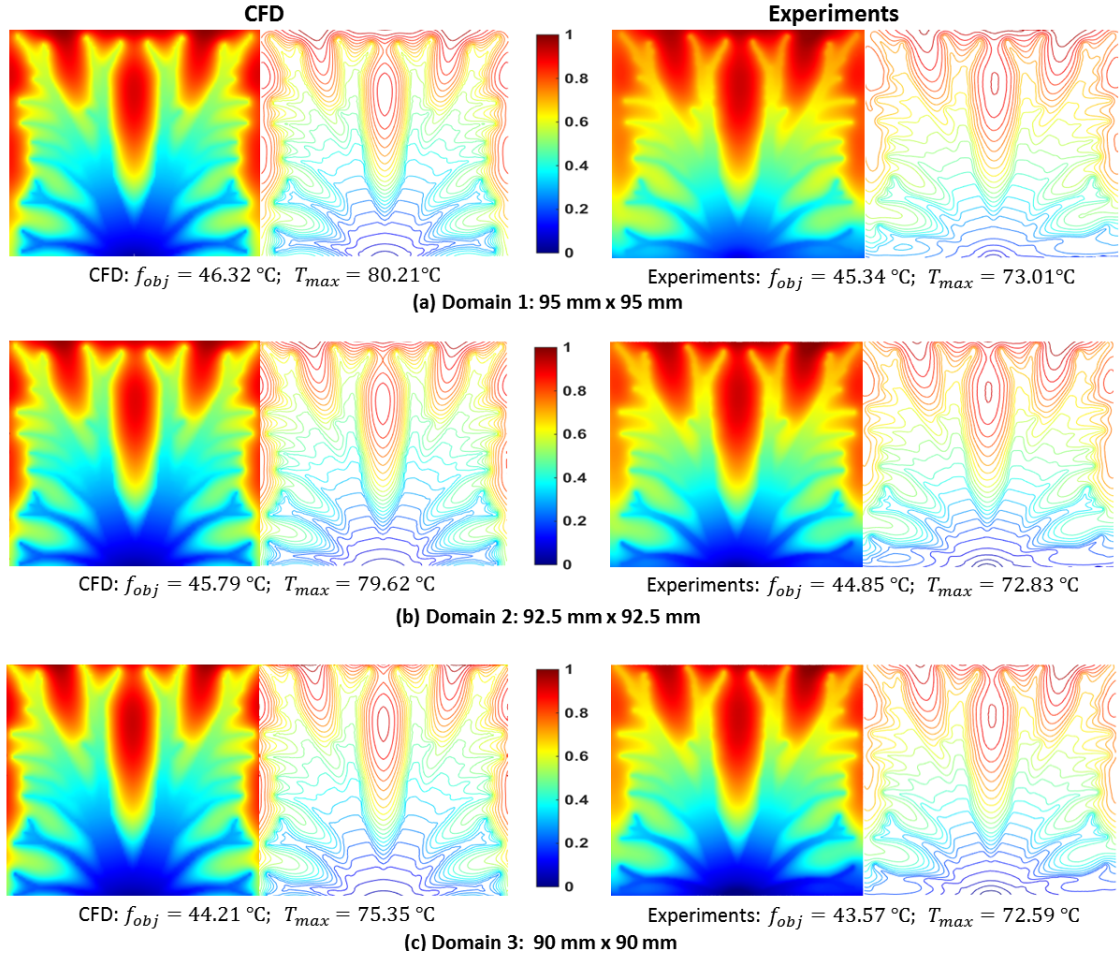 CFD
Experiments
1
0.8
0.6
0.4
0.2
0
CFD: f_obj = 46.32 °C; T_max = 80.21°C
Experiments: f_obj = 45.34 °C; T_max = 73.01°C
(a) Domain 1: 95 mm x 95 mm
1
0.8
0.6
0.4
0.2
0
CFD: f_obj = 45.79 °C; T_max = 79.62 °C
Experiments: f_obj = 44.85 °C; T_max = 72.83 °C
(b) Domain 2: 92.5 mm x 92.5 mm
1
0.8
0.6
0.4
0.2
0
CFD: f_obj = 44.21 °C; T_max = 75.35 °C
Experiments: f_obj = 43.57 °C; T_max = 72.59 °C
(c) Domain 3: 90 mm x 90 mm